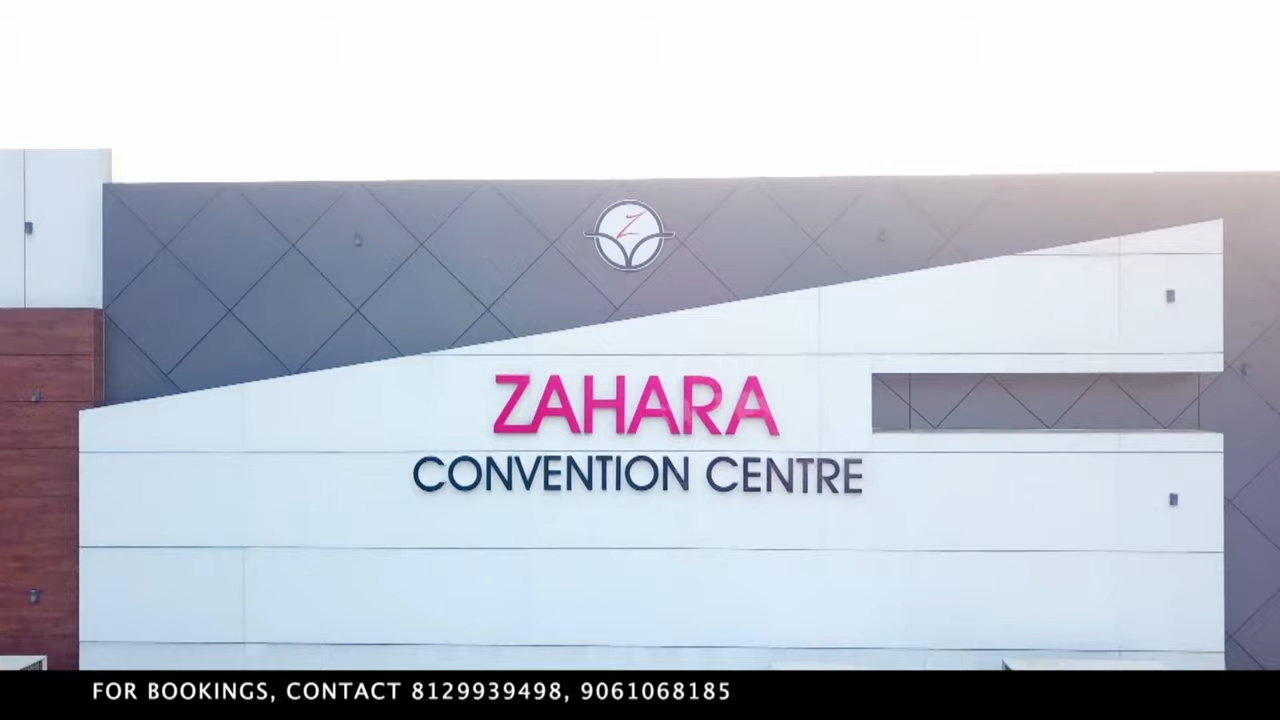 Z
ZAHARA
CONVENTION CENTRE
FOR BOOKINGS, CONTACT 8129939498, 9061068185